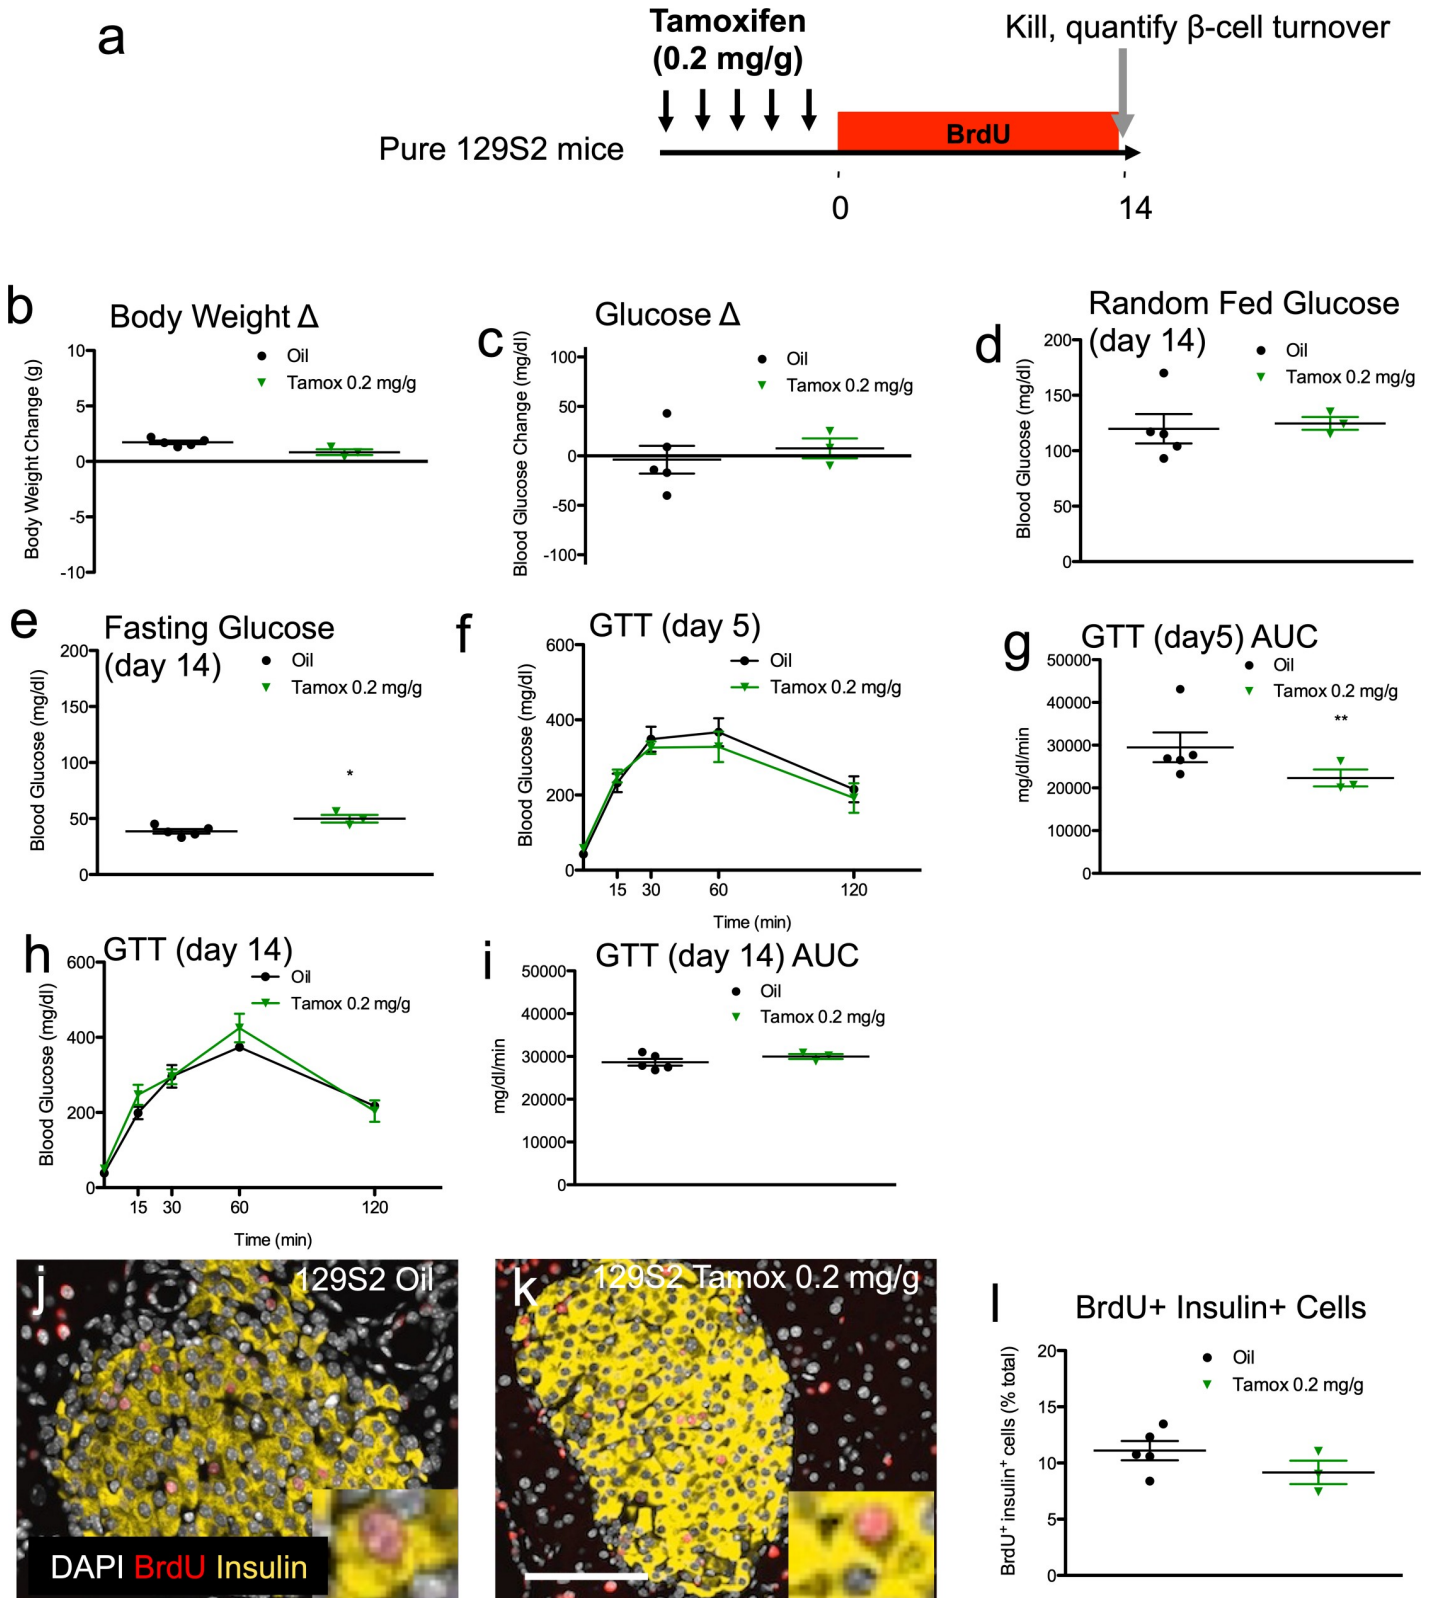 a
Tamoxifen
(0.2 mg/g)
Kill, quantify β-cell turnover
Pure 129S2 mice
BrdU
0
14
b
Body Weight Δ
Body Weight Change (g)
10
5
0
-5
-10
Oil
Tamox 0.2 mg/g
c
Glucose Δ
Blood Glucose Change (mg/dl)
100
50
0
-50
-100
Oil
Tamox 0.2 mg/g
d
Random Fed Glucose
(day 14)
Blood Glucose (mg/dl)
200
150
100
50
0
Oil
Tamox 0.2 mg/g
e
Fasting Glucose
(day 14)
Blood Glucose (mg/dl)
200
150
100
50
0
Oil
Tamox 0.2 mg/g
*
f
GTT (day 5)
Blood Glucose (mg/dl)
600
400
200
0
Oil
Tamox 0.2 mg/g
15 30 60 120
Time (min)
g
GTT (day5) AUC
mg/dl/min
50000
40000
30000
20000
10000
0
Oil
Tamox 0.2 mg/g
**
h
GTT (day 14)
Blood Glucose (mg/dl)
600
400
200
0
Oil
Tamox 0.2 mg/g
15 30 60 120
Time (min)
i
GTT (day 14) AUC
mg/dl/min
50000
40000
30000
20000
10000
0
Oil
Tamox 0.2 mg/g
j
129S2 Oil
DAPI BrdU Insulin
k
129S2 Tamox 0.2 mg/g
l
BrdU+ Insulin+ Cells
BrdU⁺ insulin⁺ cells (% total)
20
15
10
5
0
Oil
Tamox 0.2 mg/g